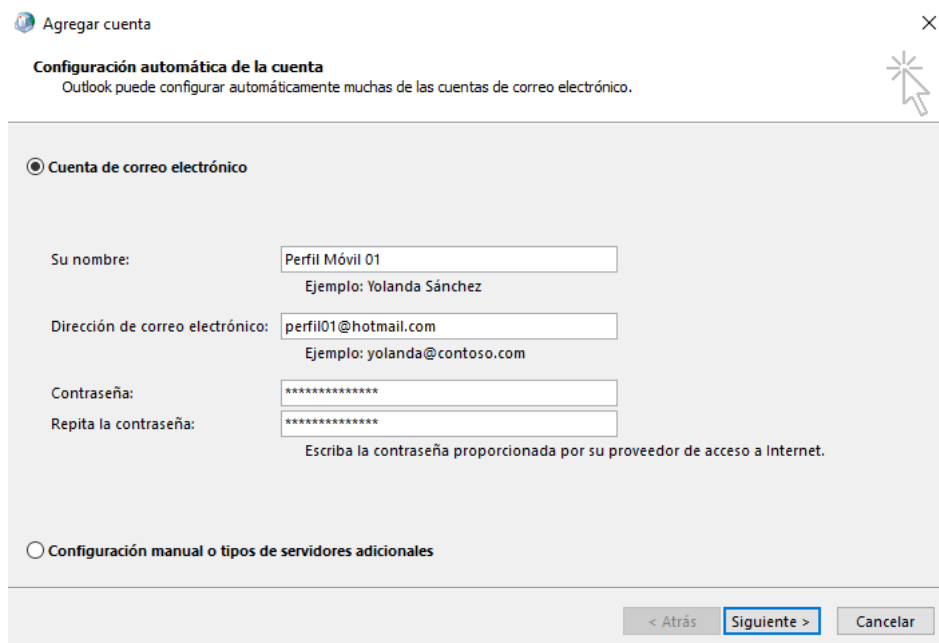 Agregar cuenta
Configuración automática de la cuenta
Outlook puede configurar automáticamente muchas de las cuentas de correo electrónico.
Cuenta de correo electrónico
Su nombre: Perfil Móvil 01
Ejemplo: Yolanda Sánchez
Dirección de correo electrónico: perfil01@hotmail.com
Ejemplo: yolanda@contoso.com
Contraseña: **************
Repita la contraseña: **************
Escriba la contraseña proporcionada por su proveedor de acceso a Internet.
Configuración manual o tipos de servidores adicionales
< Atrás Siguiente > Cancelar